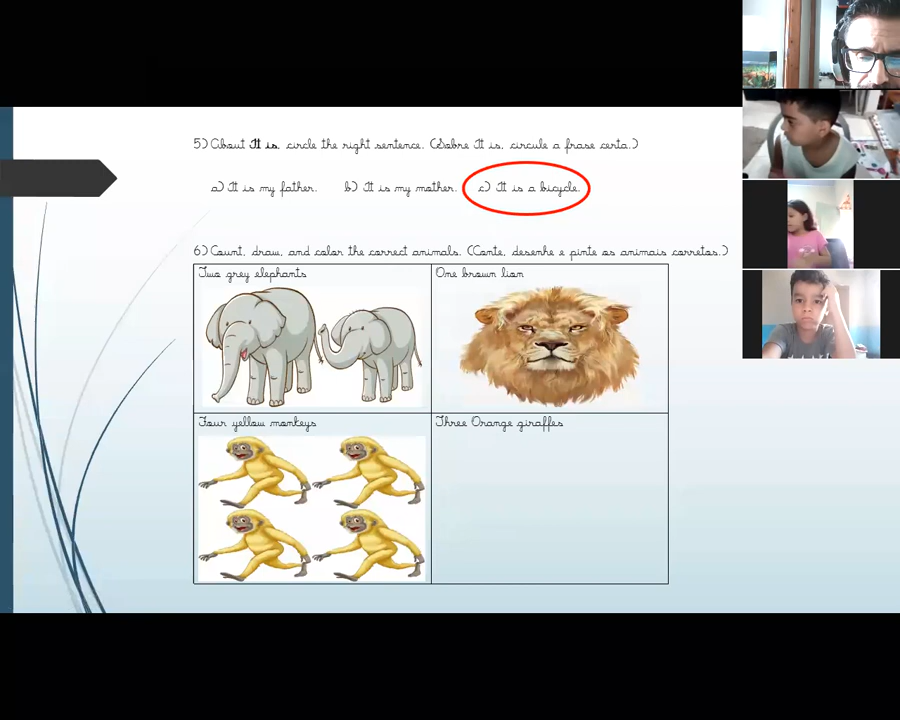 5) About It is, circle the right sentence. (Sobre It is, circule a frase certa.)
a) It is my father. b) It is my mother. c) It is a bicycle.
6) Count, draw, and color the correct animals. (Conte, desenhe e pinte os animais corretos.)
Two grey elephants One brown lion
Four yellow monkeys Three Orange giraffes